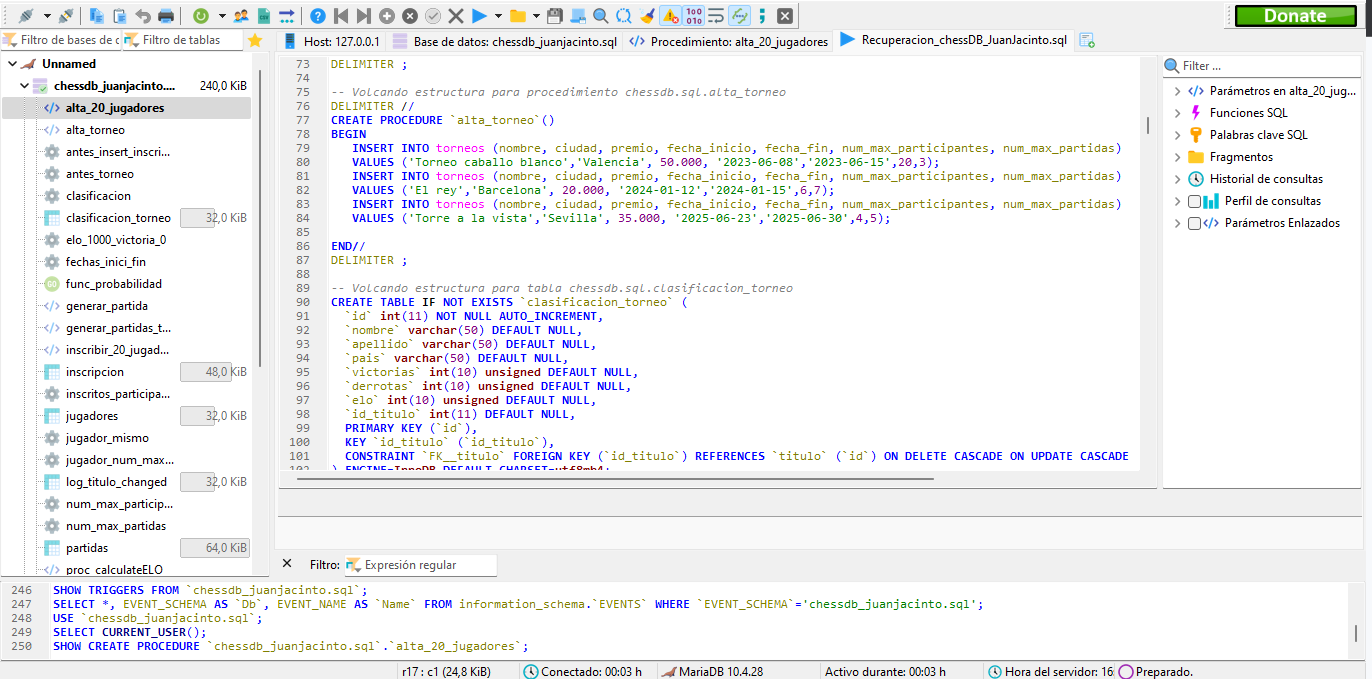 Donate
Filtro de bases de c
Filtro de tablas
Host: 127.0.0.1
Base de datos: chessdb_juanjacinto.sql
Procedimiento: alta_20_jugadores
Recuperacion_chessDB_JuanJacinto.sql
Unnamed
chessdb_juanjacinto.... 240,0 KiB
alta_20_jugadores
alta_torneo
antes_insert_inscri...
antes_torneo
clasificacion
clasificacion_torneo 32,0 KiB
elo_1000_victoria_0
fechas_inici_fin
func_probabilidad
generar_partida
generar_partidas_t...
inscribir_20_jugad...
inscripcion 48,0 KiB
inscritos_participa...
jugadores 32,0 KiB
jugador_mismo
jugador_num_max...
log_titulo_changed 32,0 KiB
num_max_particip...
num_max_partidas
partidas 64,0 KiB
proc_calculateELO
73 DELIMITER ;
74
75 -- Volcando estructura para procedimiento chessdb.sql.alta_torneo
76 DELIMITER //
77 CREATE PROCEDURE `alta_torneo`()
78 BEGIN
79 INSERT INTO torneos (nombre, ciudad, premio, fecha_inicio, fecha_fin, num_max_participantes, num_max_partidas)
80 VALUES ('Torneo caballo blanco','Valencia', 50.000, '2023-06-08','2023-06-15',20,3);
81 INSERT INTO torneos (nombre, ciudad, premio, fecha_inicio, fecha_fin, num_max_participantes, num_max_partidas)
82 VALUES ('El rey','Barcelona', 20.000, '2024-01-12','2024-01-15',6,7);
83 INSERT INTO torneos (nombre, ciudad, premio, fecha_inicio, fecha_fin, num_max_participantes, num_max_partidas)
84 VALUES ('Torre a la vista','Sevilla', 35.000, '2025-06-23','2025-06-30',4,5);
85
86 END//
87 DELIMITER ;
88
89 -- Volcando estructura para tabla chessdb.sql.clasificacion_torneo
90 CREATE TABLE IF NOT EXISTS `clasificacion_torneo` (
91 `id` int(11) NOT NULL AUTO_INCREMENT,
92 `nombre` varchar(50) DEFAULT NULL,
93 `apellido` varchar(50) DEFAULT NULL,
94 `pais` varchar(50) DEFAULT NULL,
95 `victorias` int(10) unsigned DEFAULT NULL,
96 `derrotas` int(10) unsigned DEFAULT NULL,
97 `elo` int(10) unsigned DEFAULT NULL,
98 `id_titulo` int(11) DEFAULT NULL,
99 PRIMARY KEY (`id`),
100 KEY `id_titulo` (`id_titulo`),
101 CONSTRAINT `FK__titulo` FOREIGN KEY (`id_titulo`) REFERENCES `titulo` (`id`) ON DELETE CASCADE ON UPDATE CASCADE
102 ) ENGINE=InnoDB DEFAULT CHARSET=utf8mb4;
Filter ...
Parámetros en alta_20_jug...
Funciones SQL
Palabras clave SQL
Fragmentos
Historial de consultas
Perfil de consultas
Parámetros Enlazados
Filtro: Expresión regular
246 SHOW TRIGGERS FROM `chessdb_juanjacinto.sql`;
247 SELECT *, EVENT_SCHEMA AS `Db`, EVENT_NAME AS `Name` FROM information_schema.`EVENTS` WHERE `EVENT_SCHEMA`='chessdb_juanjacinto.sql';
248 USE `chessdb_juanjacinto.sql`;
249 SELECT CURRENT_USER();
250 SHOW CREATE PROCEDURE `chessdb_juanjacinto.sql`.`alta_20_jugadores`;
r17 : c1 (24,8 KiB)
Conectado: 00:03 h
MariaDB 10.4.28
Activo durante: 00:03 h
Hora del servidor: 16
Preparado.